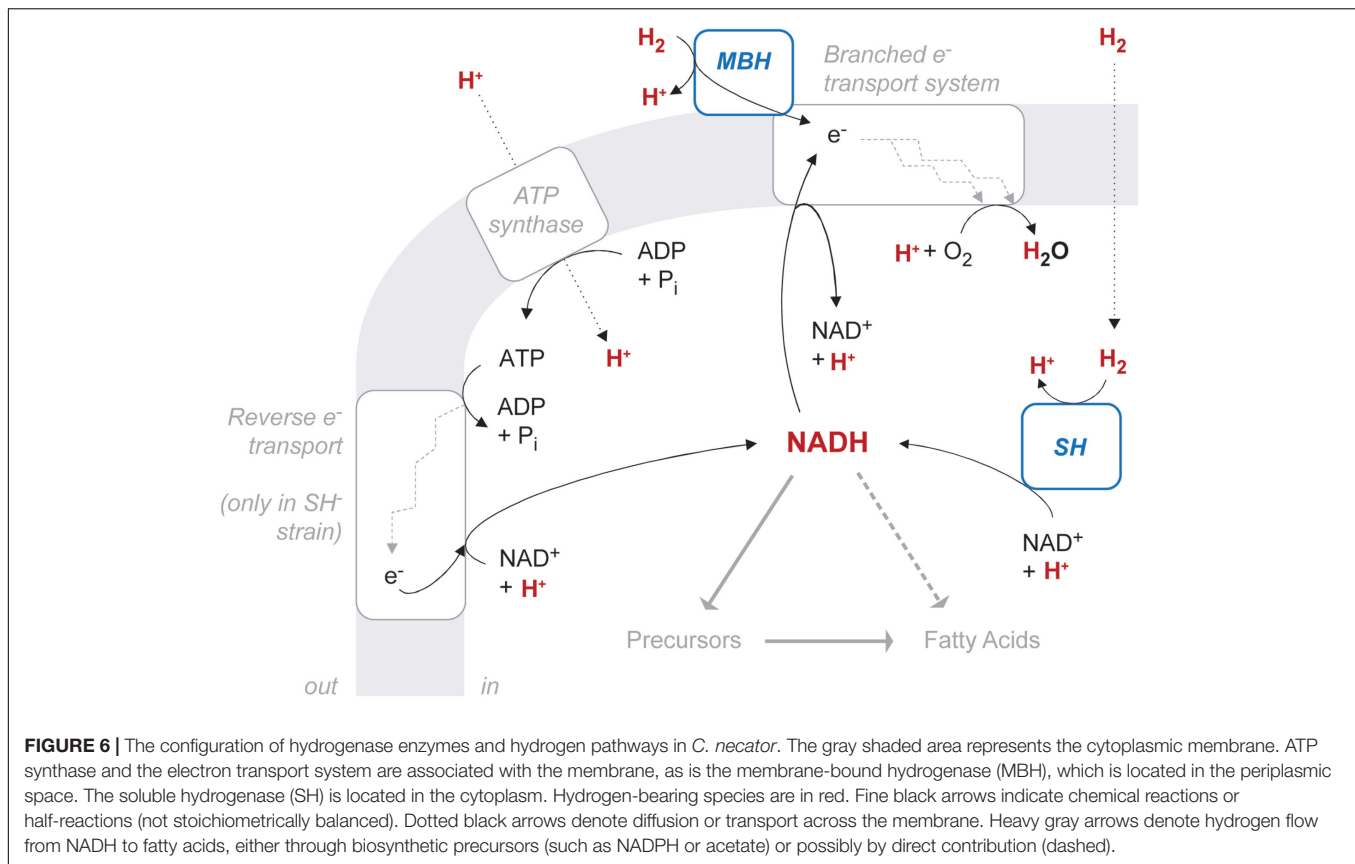 H₂
MBH
H⁺
Branched e⁻
transport system
H₂
H⁺
e⁻
ATP
synthase
ADP
+ Pᵢ
H⁺ + O₂
H₂O
NAD⁺
+ H⁺
ATP
H⁺
H⁺
H₂
ADP
+ Pᵢ
Reverse e⁻
transport
(only in SH⁻
strain)
NADH
SH
e⁻
NAD⁺
+ H⁺
NAD⁺
+ H⁺
Precursors
Fatty Acids
out
in
FIGURE 6 | The configuration of hydrogenase enzymes and hydrogen pathways in C. necator. The gray shaded area represents the cytoplasmic membrane. ATP
synthase and the electron transport system are associated with the membrane, as is the membrane-bound hydrogenase (MBH), which is located in the periplasmic
space. The soluble hydrogenase (SH) is located in the cytoplasm. Hydrogen-bearing species are in red. Fine black arrows indicate chemical reactions or
half-reactions (not stoichiometrically balanced). Dotted black arrows denote diffusion or transport across the membrane. Heavy gray arrows denote hydrogen flow
from NADH to fatty acids, either through biosynthetic precursors (such as NADPH or acetate) or possibly by direct contribution (dashed).